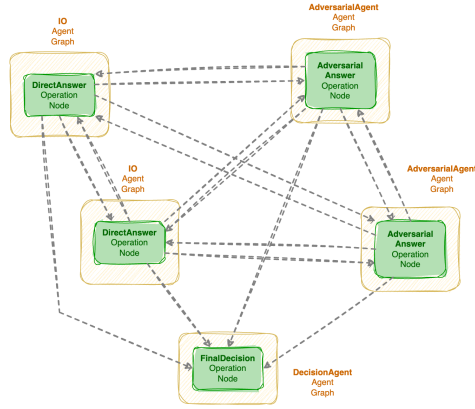 IO
Agent
Graph
DirectAnswer
Operation
Node
AdversarialAgent
Agent
Graph
Adversarial
Answer
Operation
Node
IO
Agent
Graph
DirectAnswer
Operation
Node
AdversarialAgent
Agent
Graph
Adversarial
Answer
Operation
Node
FinalDecision
Operation
Node
DecisionAgent
Agent
Graph